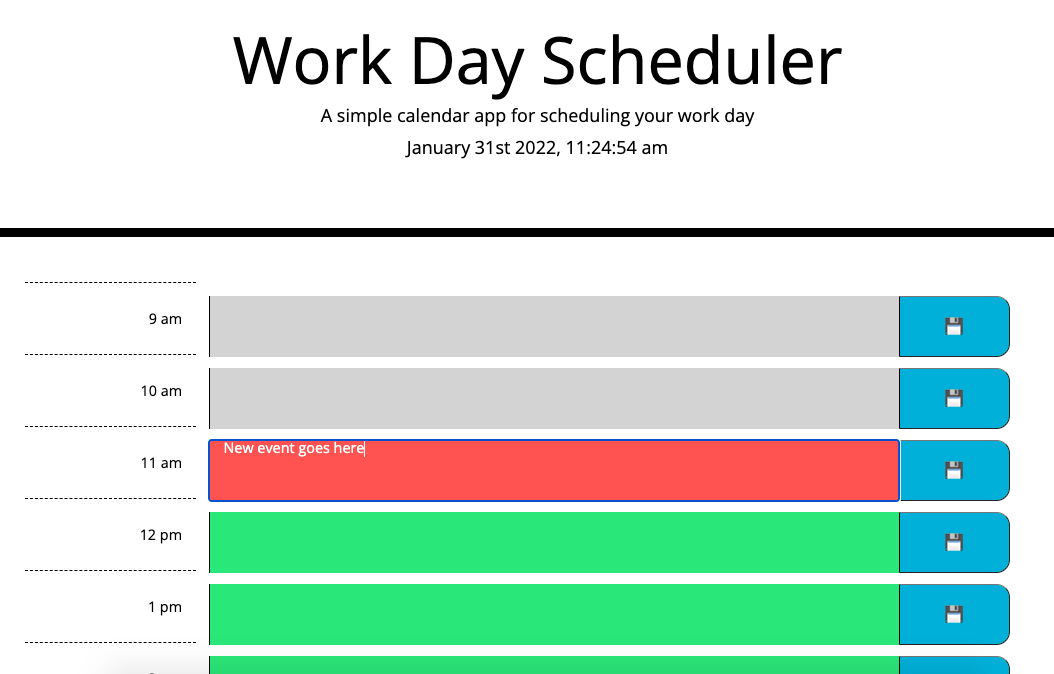 Work Day Scheduler
A simple calendar app for scheduling your work day
January 31st 2022, 11:24:54 am
9 am
10 am
New event goes here
11 am
12 pm
1 pm